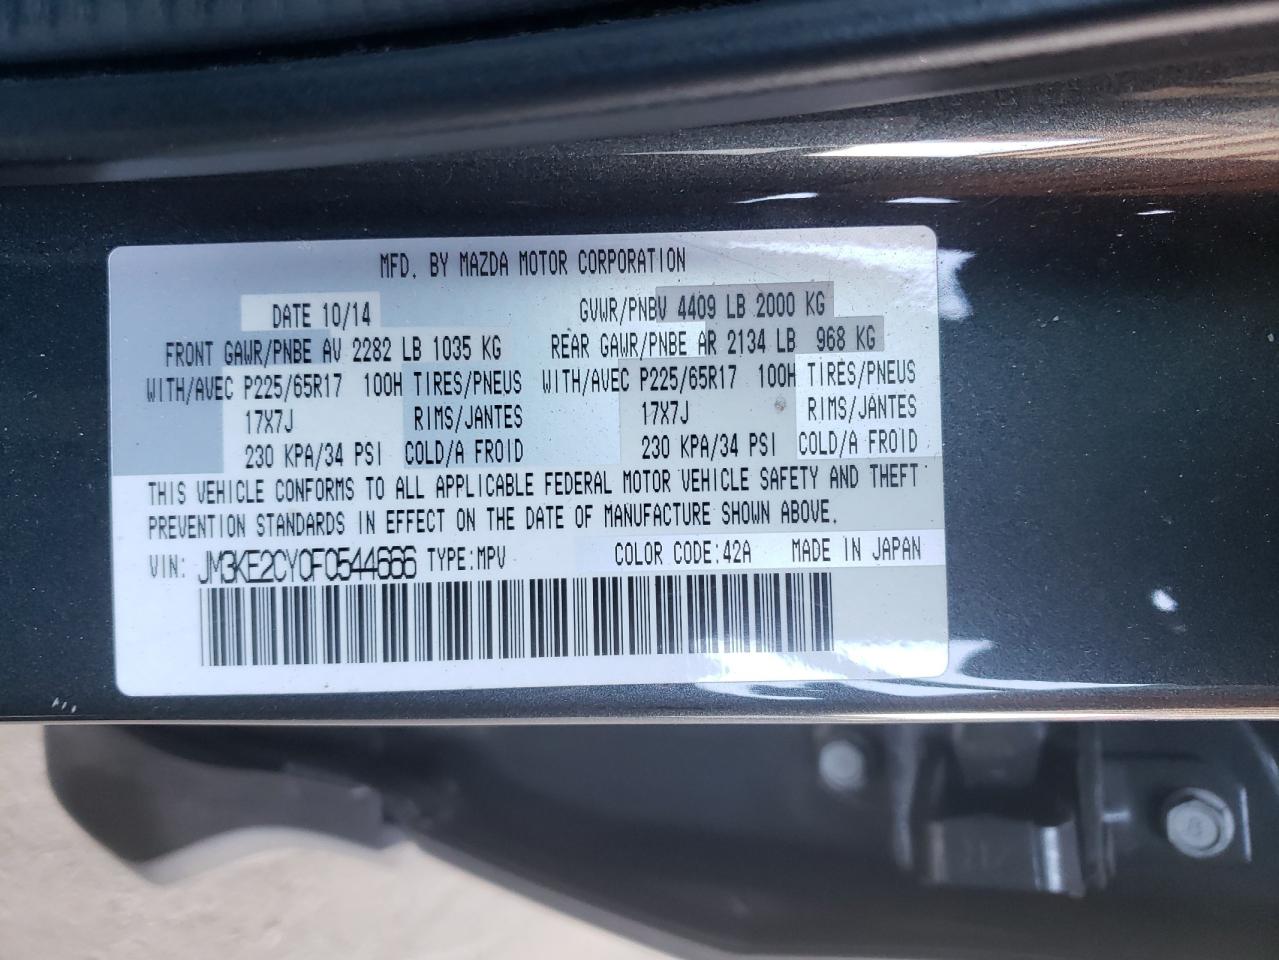 MFD. BY MAZDA MOTOR CORPORATION
DATE 10/14 GVWR/PNBV 4409 LB 2000 KG
FRONT GAWR/PNBE AV 2282 LB 1035 KG REAR GAWR/PNBE AR 2134 LB 968 KG
WITH/AVEC P225/65R17 100H TIRES/PNEUS WITH/AVEC P225/65R17 100H TIRES/PNEUS
17X7J RIMS/JANTES 17X7J RIMS/JANTES
230 KPA/34 PSI COLD/A FROID 230 KPA/34 PSI COLD/A FROID
THIS VEHICLE CONFORMS TO ALL APPLICABLE FEDERAL MOTOR VEHICLE SAFETY AND THEFT
PREVENTION STANDARDS IN EFFECT ON THE DATE OF MANUFACTURE SHOWN ABOVE.
VIN: JM3KE2CY0F0544666 TYPE:MPV COLOR CODE:42A MADE IN JAPAN